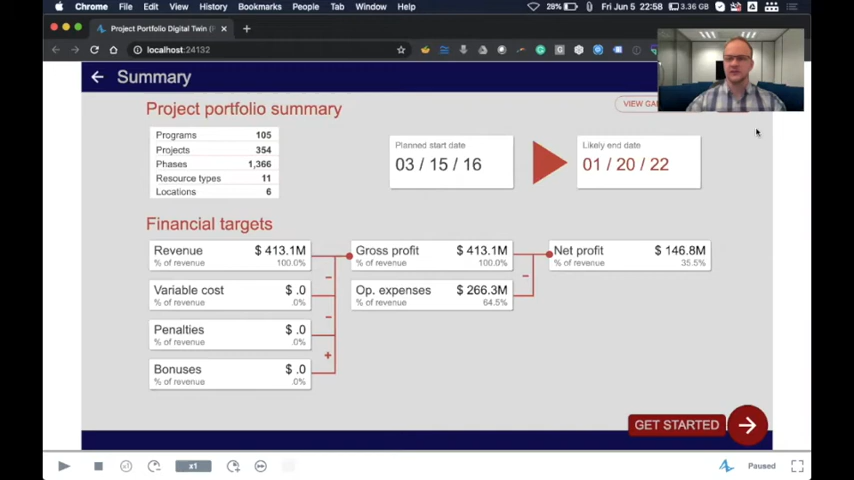 Chrome File Edit View History Bookmarks People Tab Window Help 28% Fri Jun 5 22:58 3.36 GB
Project Portfolio Digital Twin (
localhost:24132
Summary
VIEW GA
Project portfolio summary
Programs 105
Projects 354
Phases 1,366
Resource types 11
Locations 6
Planned start date
03 / 15 / 16
Likely end date
01 / 20 / 22
Financial targets
Revenue $ 413.1M
% of revenue 100.0%
Gross profit $ 413.1M
% of revenue 100.0%
Net profit $ 146.8M
% of revenue 35.5%
Variable cost $ .0
% of revenue .0%
Op. expenses $ 266.3M
% of revenue 64.5%
Penalties $ .0
% of revenue .0%
Bonuses $ .0
% of revenue .0%
GET STARTED
x1 x1 Paused